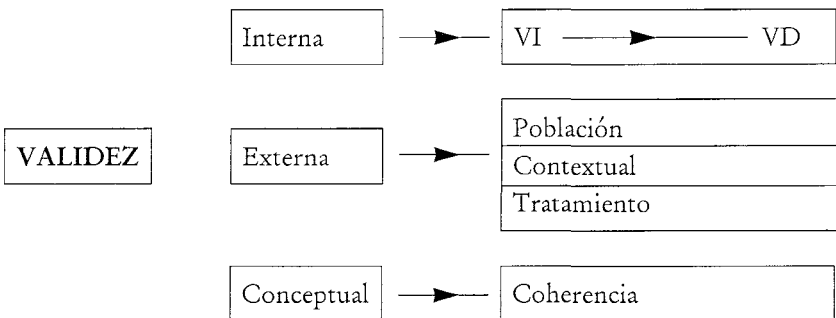 Interna
VI
VD
VALIDEZ
Externa
Población
Contextual
Tratamiento
Conceptual
Coherencia